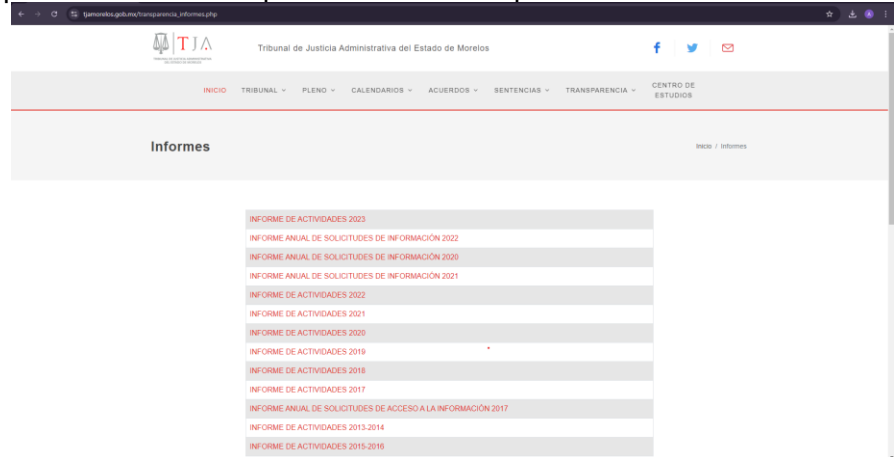 tjamorelos.gob.mx/transparencia_informes.php
TJA
Tribunal de Justicia Administrativa del Estado de Morelos
INICIO TRIBUNAL PLENO CALENDARIOS ACUERDOS SENTENCIAS TRANSPARENCIA CENTRO DE ESTUDIOS
Informes
Inicio / Informes
INFORME DE ACTIVIDADES 2023
INFORME ANUAL DE SOLICITUDES DE INFORMACIÓN 2022
INFORME ANUAL DE SOLICITUDES DE INFORMACIÓN 2020
INFORME ANUAL DE SOLICITUDES DE INFORMACIÓN 2021
INFORME DE ACTIVIDADES 2022
INFORME DE ACTIVIDADES 2021
INFORME DE ACTIVIDADES 2020
INFORME DE ACTIVIDADES 2019
INFORME DE ACTIVIDADES 2018
INFORME DE ACTIVIDADES 2017
INFORME ANUAL DE SOLICITUDES DE ACCESO A LA INFORMACIÓN 2017
INFORME DE ACTIVIDADES 2013-2014
INFORME DE ACTIVIDADES 2015-2016